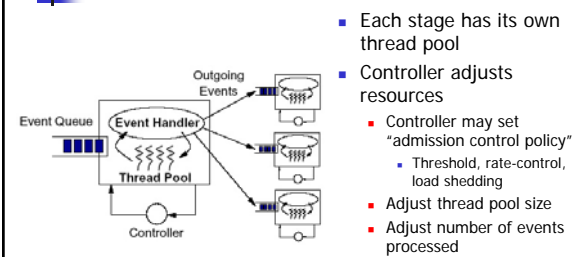 Outgoing
Events
Event Queue
Event Handler
Thread Pool
Controller
Each stage has its own
thread pool
Controller adjusts
resources
Controller may set
"admission control policy"
Threshold, rate-control,
load shedding
Adjust thread pool size
Adjust number of events
processed